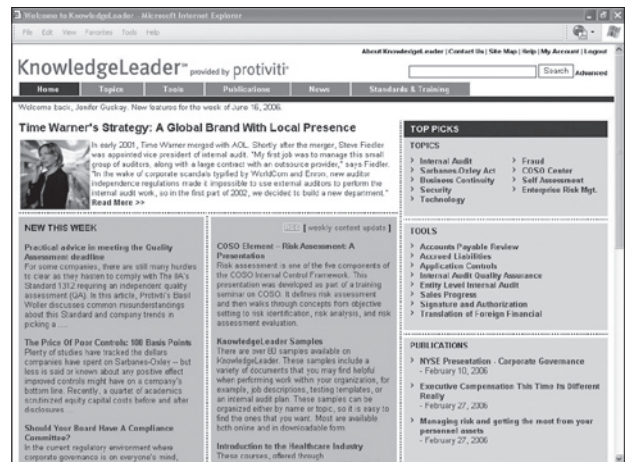 Welcome to KnowledgeLeader - Microsoft Internet Explorer
File Edit View Favorites Tools Help
About KnowledgeLeader | Contact Us | Site Map | Help | My Account | Logout
KnowledgeLeader℠ provided by protiviti
Search Advanced
Home Topics Tools Publications News Standards & Training
Welcome back, Jenifer Guckay. New features for the week of June 16, 2006.
Time Warner's Strategy: A Global Brand With Local Presence
In early 2001, Time Warner merged with AOL. Shortly after the merger, Steve Fiedler
was appointed vice president of internal audit. "My first job was to manage this small
group of auditors, along with a large contract with an outsource provider," says Fiedler.
"In the wake of corporate scandals typified by WorldCom and Enron, new auditor
independence regulations made it impossible to use external auditors to perform the
internal audit work, so in the first part of 2002, we decided to build a new department."
Read More >>
NEW THIS WEEK
Practical advice in meeting the Quality
Assessment deadline
For some companies, there are still many hurdles
to clear as they hasten to comply with The IIA's
Standard 1312 requiring an independent quality
assessment (QA). In this article, Protiviti's Basil
Woller discusses common misunderstandings
about this Standard and company trends in
picking a ...
The Price Of Poor Controls: 100 Basis Points
Plenty of studies have tracked the dollars
companies have spent on Sarbanes-Oxley -- but
less is said or known about any positive effect
improved controls might have on a company's
bottom line. Recently, a quartet of academics
scrutinized equity capital costs before and after
disclosures ...
Should Your Board Have A Compliance
Committee?
In the current regulatory environment where
corporate governance is on everyone's mind,
[ weekly content update ]
COSO Element - Risk Assessment: A
Presentation
Risk assessment is one of the five components
of the COSO Internal Control Framework. This
presentation was developed as part of a training
seminar on COSO. It defines risk assessment
and then walks through concepts from objective
setting to risk identification, risk analysis, and risk
assessment evaluation.
KnowledgeLeader Samples
There are over 80 samples available on
KnowledgeLeader. These samples include a
variety of documents that you may find helpful
when performing work within your organization, for
example, job descriptions, testing templates, or
an internal audit plan. These samples can be
organized either by name or topic, so it is easy to
find the ones that you want. Most are available
both online and in downloadable form.
Introduction to the Healthcare Industry
These courses, offered through
TOP PICKS
TOPICS
Internal Audit
Sarbanes-Oxley Act
Business Continuity
Security
Technology
Fraud
COSO Center
Self Assessment
Enterprise Risk Mgt.
TOOLS
Accounts Payable Review
Accrued Liabilities
Application Controls
Internal Audit Quality Assurance
Entity Level Internal Audit
Sales Progress
Signature and Authorization
Translation of Foreign Financial
PUBLICATIONS
NYSE Presentation - Corporate Governance
- February 10, 2006
Executive Compensation This Time Is Different
Really
- February 27, 2006
Managing risk and getting the most from your
personnel assets
- February 27, 2006